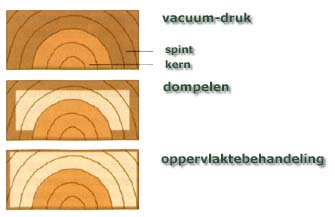 vacuum-druk
spint
kern
dompelen
oppervlaktebehandeling